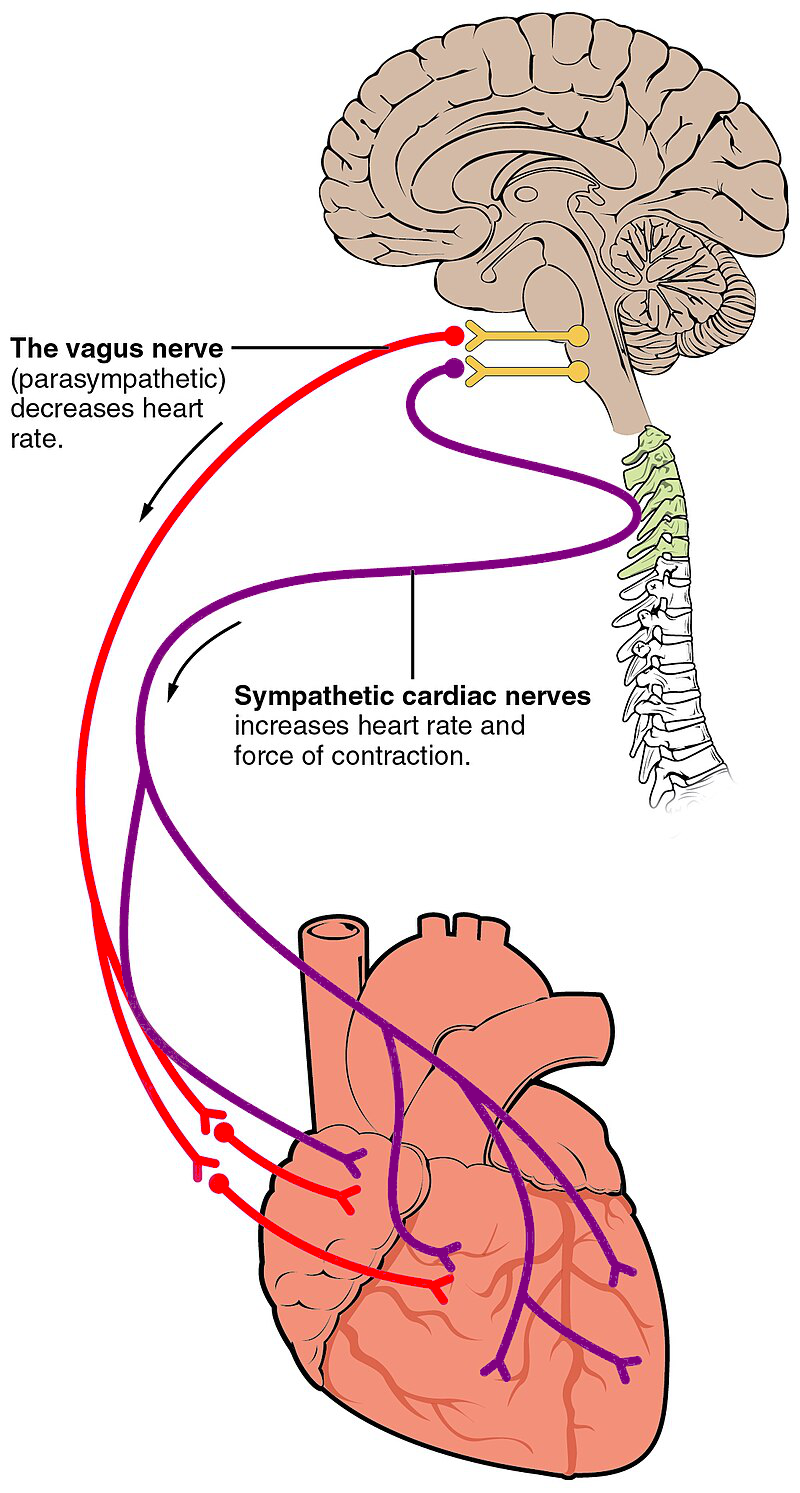 The vagus nerve
(parasympathetic)
decreases heart
rate.
Sympathetic cardiac nerves
increases heart rate and
force of contraction.